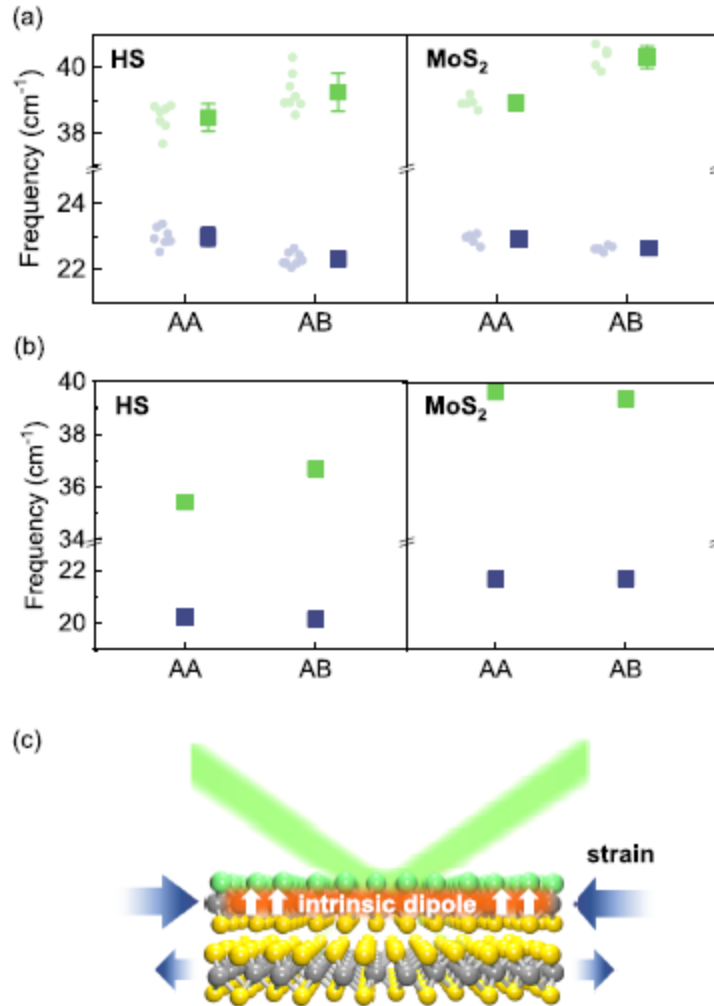 (a)
HS
MoS₂
Frequency (cm⁻¹)
40
38
24
22
AA
AB
AA
AB
(b)
HS
MoS₂
Frequency (cm⁻¹)
40
38
36
34
22
20
AA
AB
AA
AB
(c)
strain
intrinsic dipole